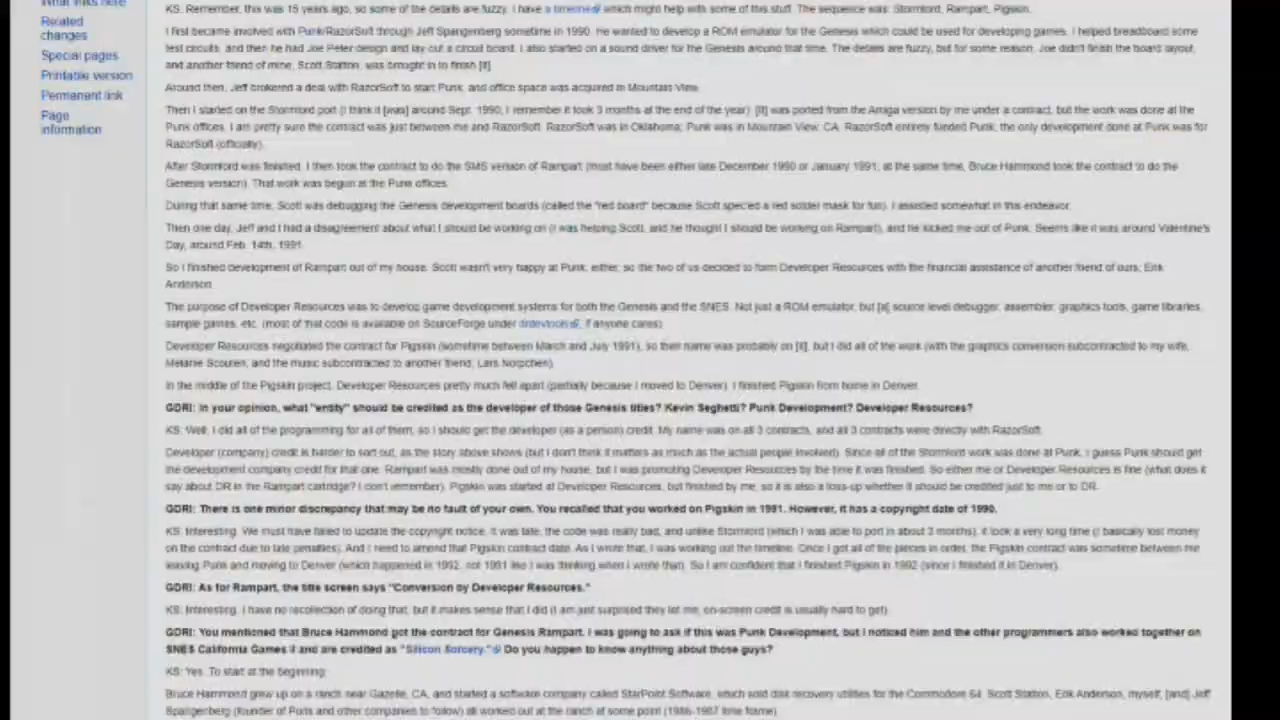 What links here
Related
changes
Special pages
Printable version
Permanent link
Page
information
KS: Remember, this was 15 years ago, so some of the details are fuzzy. I have a timeline which might help with some of this stuff. The sequence was: Stormlord, Rampart, Pigskin.
I first became involved with Punk/RazorSoft through Jeff Spangenberg sometime in 1990. He wanted to develop a ROM emulator for the Genesis which could be used for developing games. I helped breadboard some
test circuits, and then he had Joe Peter design and lay out a circuit board. I also started on a sound driver for the Genesis around that time. The details are fuzzy, but for some reason, Joe didn't finish the board layout,
and another friend of mine, Scott Statton, was brought in to finish [it].
Around then, Jeff brokered a deal with RazorSoft to start Punk, and office space was acquired in Mountain View.
Then I started on the Stormlord port (I think it [was] around Sept. 1990, I remember it took 3 months at the end of the year). [It] was ported from the Amiga version by me under a contract, but the work was done at the
Punk offices. I am pretty sure the contract was just between me and RazorSoft. RazorSoft was in Oklahoma; Punk was in Mountain View, CA. RazorSoft entirely funded Punk, the only development done at Punk was for
RazorSoft (officially).
After Stormlord was finished, I then took the contract to do the SMS version of Rampart (must have been either late December 1990 or January 1991; at the same time, Bruce Hammond took the contract to do the
Genesis version). That work was begun at the Punk offices.
During that same time, Scott was debugging the Genesis development boards (called the "red board" because Scott specied a red solder mask for fun). I assisted somewhat in this endeavor.
Then one day, Jeff and I had a disagreement about what I should be working on (I was helping Scott, and he thought I should be working on Rampart), and he kicked me out of Punk. Seems like it was around Valentine's
Day, around Feb. 14th, 1991.
So I finished development of Rampart out of my house. Scott wasn't very happy at Punk, either, so the two of us decided to form Developer Resources with the financial assistance of another friend of ours, Erik
Anderson.
The purpose of Developer Resources was to develop game development systems for both the Genesis and the SNES. Not just a ROM emulator, but [a] source level debugger, assembler, graphics tools, game libraries,
sample games, etc. (most of that code is available on SourceForge under drdevtools, if anyone cares).
Developer Resources negotiated the contract for Pigskin (sometime between March and July 1991), so their name was probably on [it], but I did all of the work (with the graphics conversion subcontracted to my wife,
Melanie Scouten, and the music subcontracted to another friend, Lars Norpchen).
In the middle of the Pigskin project, Developer Resources pretty much fell apart (partially because I moved to Denver). I finished Pigskin from home in Denver.
GDRI: In your opinion, what "entity" should be credited as the developer of those Genesis titles? Kevin Seghetti? Punk Development? Developer Resources?
KS: Well, I did all of the programming for all of them, so I should get the developer (as a person) credit. My name was on all 3 contracts, and all 3 contracts were directly with RazorSoft.
Developer (company) credit is harder to sort out, as the story above shows (but I don't think it matters as much as the actual people involved). Since all of the Stormlord work was done at Punk, I guess Punk should get
the development company credit for that one. Rampart was mostly done out of my house, but I was promoting Developer Resources by the time it was finished. So either me or Developer Resources is fine (what does it
say about DR in the Rampart cartridge? I don't remember). Pigskin was started at Developer Resources, but finished by me, so it is also a toss-up whether it should be credited just to me or to DR.
GDRI: There is one minor discrepancy that may be no fault of your own. You recalled that you worked on Pigskin in 1991. However, it has a copyright date of 1990.
KS: Interesting. We must have failed to update the copyright notice. It was late, the code was really bad, and unlike Stormlord (which I was able to port in about 3 months), it took a very long time (I basically lost money
on the contract due to late penalties). And I need to amend that Pigskin contract date. As I wrote that, I was working out the timeline. Once I got all of the pieces in order, the Pigskin contract was sometime between me
leaving Punk and moving to Denver (which happened in 1992, not 1991 like I was thinking when I wrote that). So I am confident that I finished Pigskin in 1992 (since I finished it in Denver).
GDRI: As for Rampart, the title screen says "Conversion by Developer Resources."
KS: Interesting. I have no recollection of doing that, but it makes sense that I did (I am just surprised they let me, on-screen credit is usually hard to get).
GDRI: You mentioned that Bruce Hammond got the contract for Genesis Rampart. I was going to ask if this was Punk Development, but I noticed him and the other programmers also worked together on
SNES California Games II and are credited as "Silicon Sorcery." Do you happen to know anything about those guys?
KS: Yes. To start at the beginning:
Bruce Hammond grew up on a ranch near Gazelle, CA, and started a software company called StarPoint Software, which sold disk recovery utilities for the Commodore 64. Scott Statton, Erik Anderson, myself, [and] Jeff
Spangenberg (founder of Punk and other companies to follow) all worked out at the ranch at some point (1986-1987 time frame).